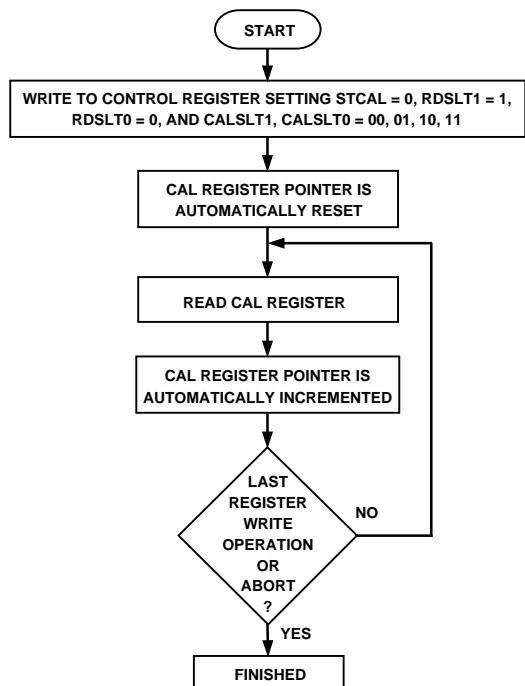 START
WRITE TO CONTROL REGISTER SETTING STCAL = 0, RDSLT1 = 1,
RDSLT0 = 0, AND CALSLT1, CALSLT0 = 00, 01, 10, 11
CAL REGISTER POINTER IS
AUTOMATICALLY RESET
READ CAL REGISTER
CAL REGISTER POINTER IS
AUTOMATICALLY INCREMENTED
LAST
REGISTER
WRITE
OPERATION
OR
ABORT
?
NO
YES
FINISHED